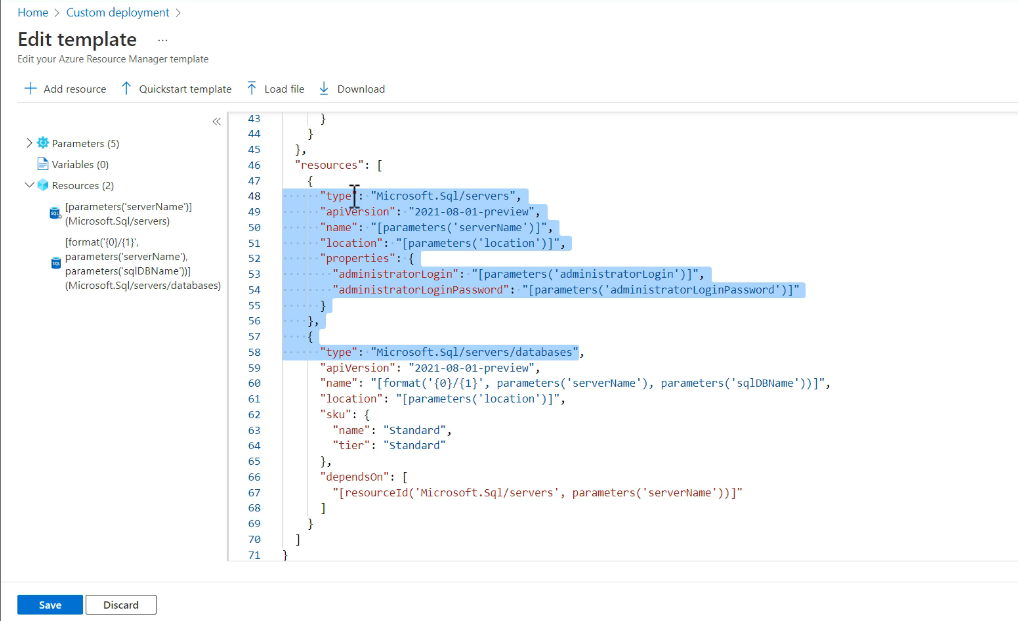 Home > Custom deployment >
Edit template ...
Edit your Azure Resource Manager template
+ Add resource ↑ Quickstart template ↑ Load file ↓ Download
«
> Parameters (5)
Variables (0)
Resources (2)
[parameters('serverName')]
(Microsoft.Sql/servers)
[format('{0}/{1}',
parameters('serverName'),
parameters('sqlDBName'))]
(Microsoft.Sql/servers/databases)
43 }
44 }
45 },
46 "resources": [
47 {
48 "type": "Microsoft.Sql/servers",
49 "apiVersion": "2021-08-01-preview",
50 "name": "[parameters('serverName')]",
51 "location": "[parameters('location')]",
52 "properties": {
53 "administratorLogin": "[parameters('administratorLogin')]",
54 "administratorLoginPassword": "[parameters('administratorLoginPassword')]"
55 }
56 },
57 {
58 "type": "Microsoft.Sql/servers/databases",
59 "apiVersion": "2021-08-01-preview",
60 "name": "[format('{0}/{1}', parameters('serverName'), parameters('sqlDBName'))]",
61 "location": "[parameters('location')]",
62 "sku": {
63 "name": "Standard",
64 "tier": "Standard"
65 },
66 "dependsOn": [
67 "[resourceId('Microsoft.Sql/servers', parameters('serverName'))]"
68 ]
69 }
70 ]
71 }
Save Discard